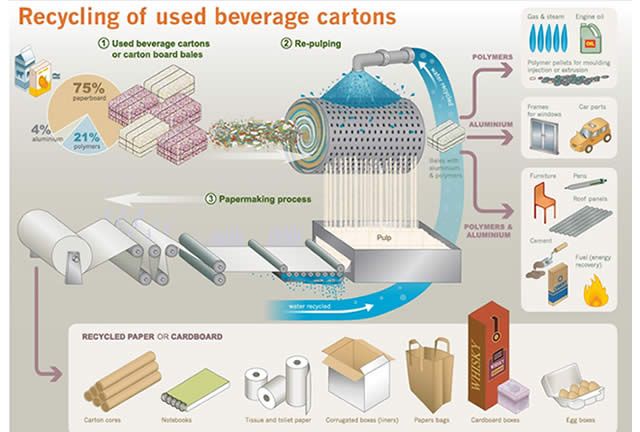 Recycling of used beverage cartons
1 Used beverage cartons
or carton board bales
75%
paperboard
4%
aluminium
21%
polymers
2 Re-pulping
water recycled
Bales with
aluminium
& polymers
POLYMERS
Gas & steam
Engine oil
Polymer pellets for moulding
injection or extrusion
ALUMINIUM
Frames
for windows
Car parts
POLYMERS &
ALUMINIUM
Furniture
Pens
Roof panels
Cement
Fuel (energy
recovery)
3 Papermaking process
Pulp
water recycled
RECYCLED PAPER OR CARDBOARD
WHISKY
Carton cores
Notebooks
Tissue and toilet paper
Corrugated boxes (liners)
Papers bags
Cardboard boxes
Egg boxes